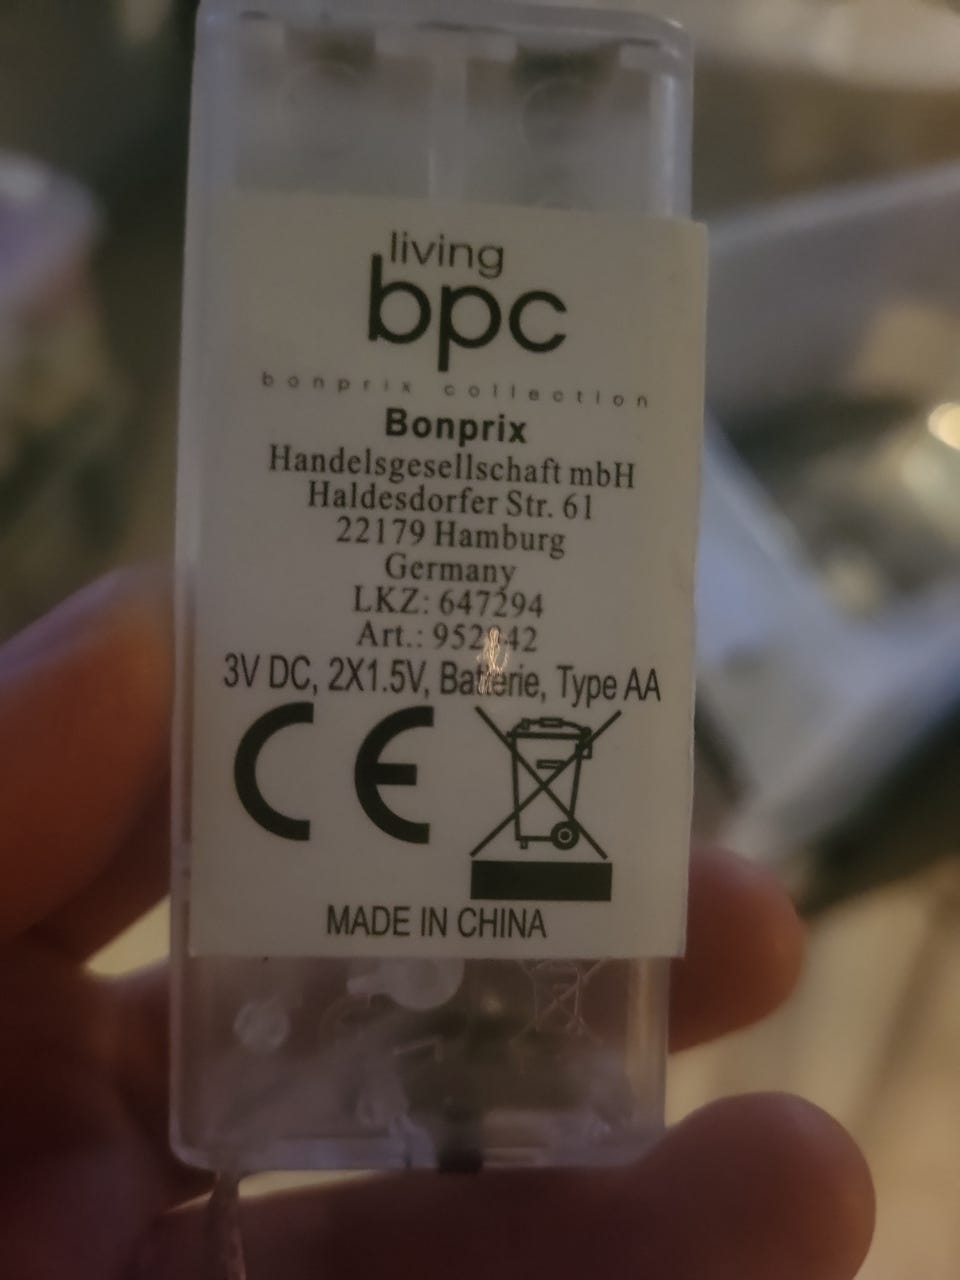 living
bpc
bonprix collection
Bonprix
Handelsgesellschaft mbH
Haldesdorfer Str. 61
22179 Hamburg
Germany
LKZ: 647294
Art.:
3V DC, 2X1.5V, Batterie, Type AA
CE
MADE IN CHINA